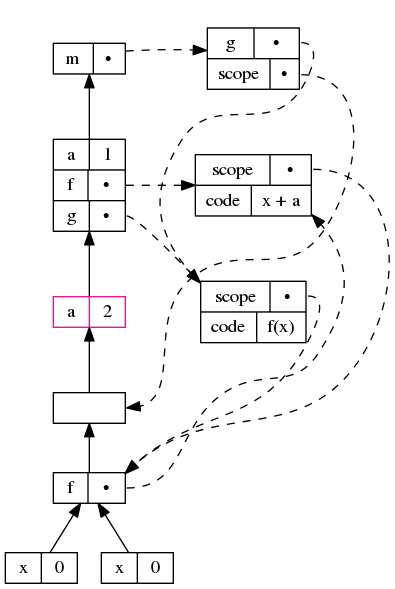 m •
g •
scope •
a 1
f •
g •
scope •
code x + a
a 2
scope •
code f(x)
f •
x 0
x 0